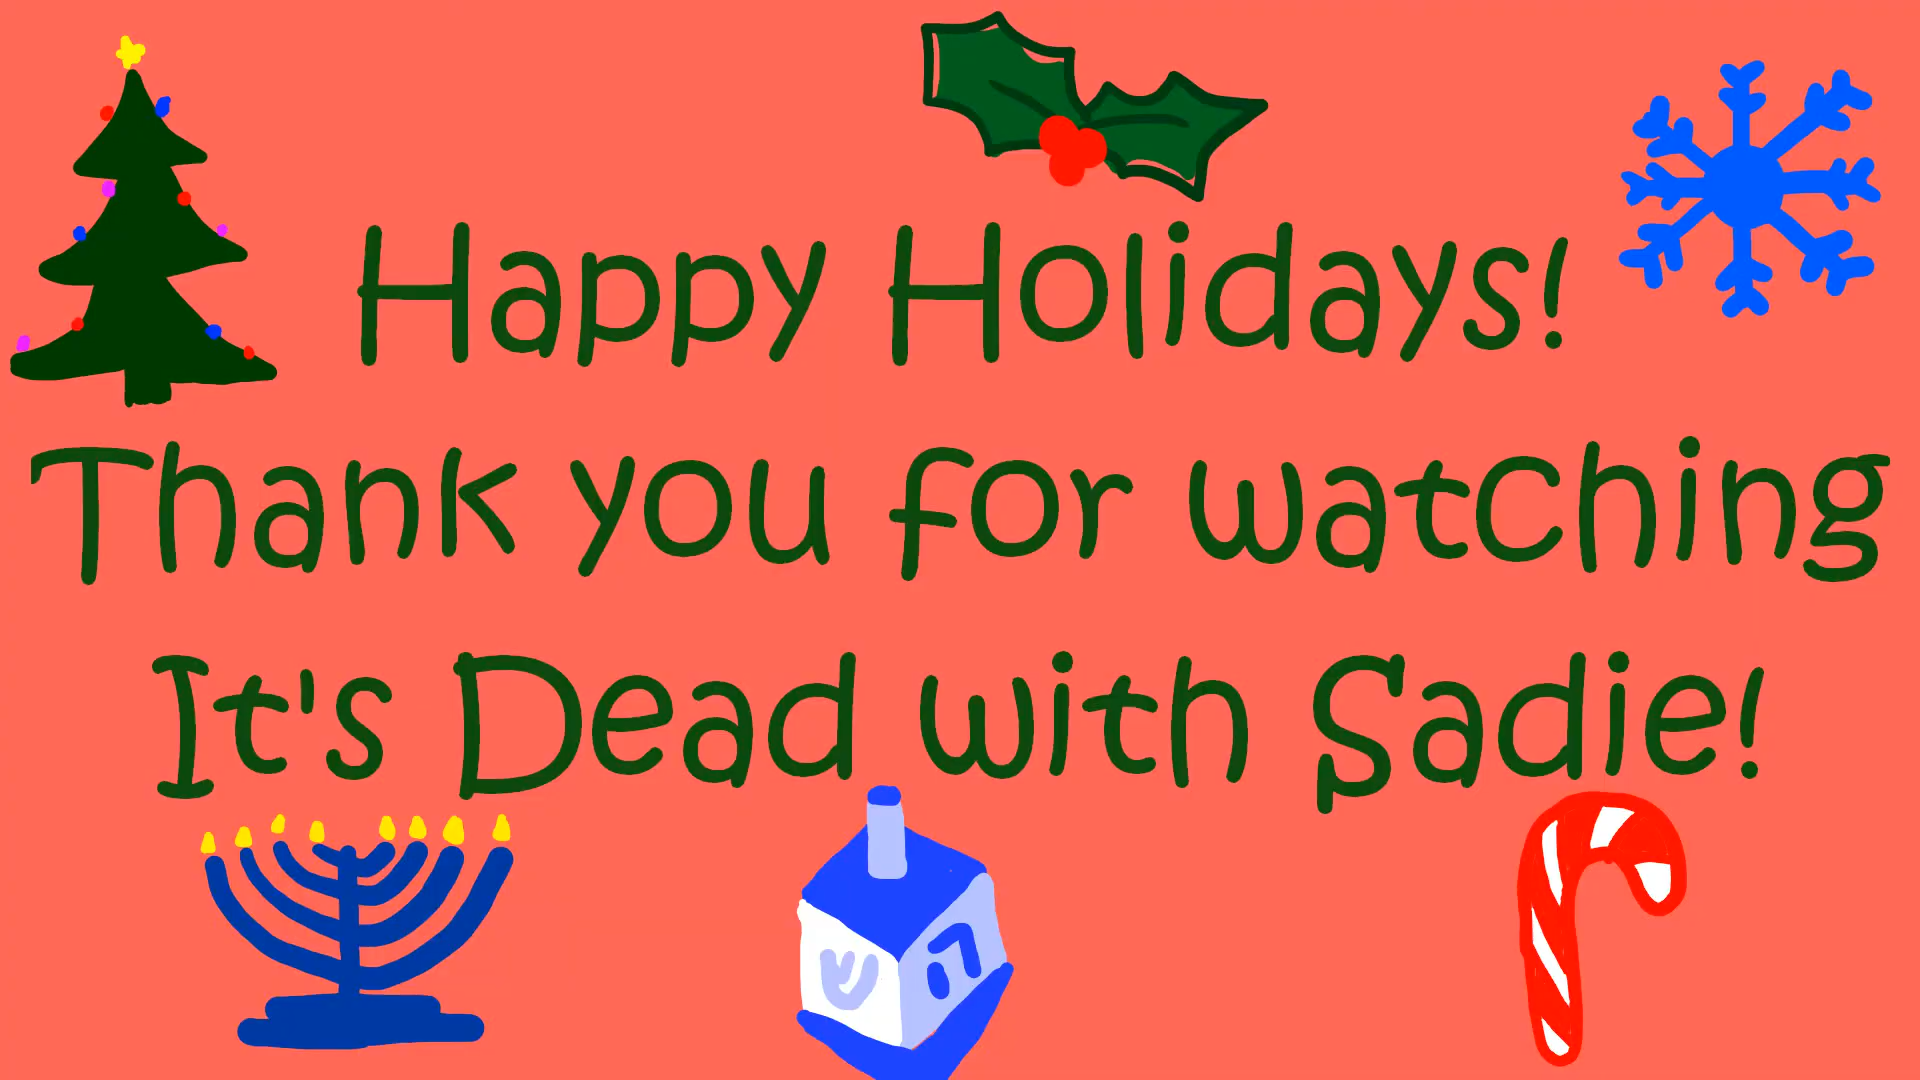 Happy Holidays!
Thank you for watching
It's Dead with Sadie!
ש ה